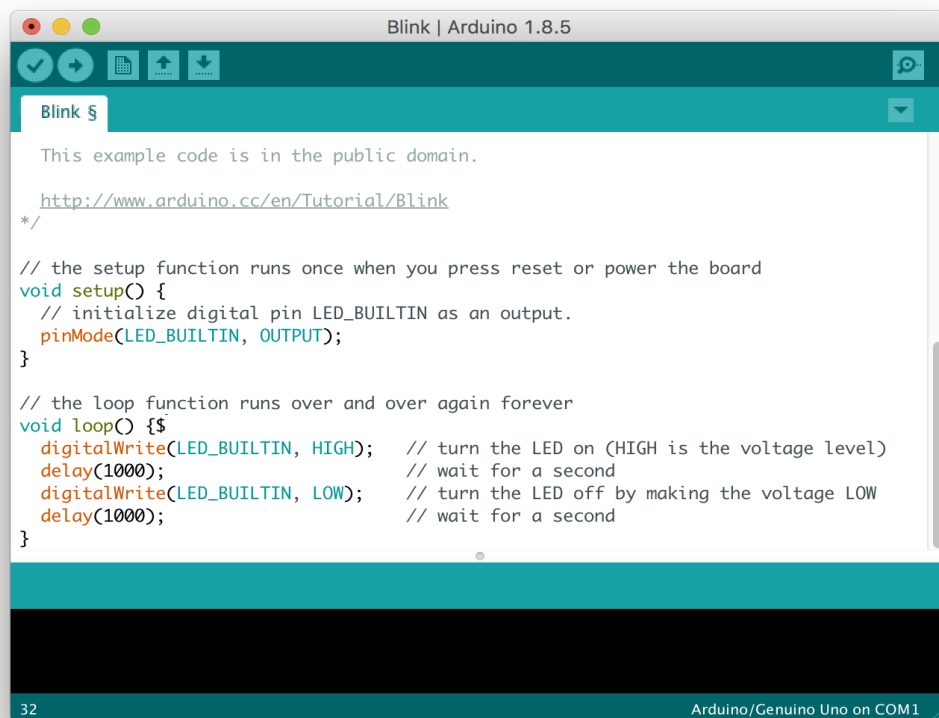 Blink | Arduino 1.8.5
Blink §
This example code is in the public domain.
http://www.arduino.cc/en/Tutorial/Blink
*/
// the setup function runs once when you press reset or power the board
void setup() {
  // initialize digital pin LED_BUILTIN as an output.
  pinMode(LED_BUILTIN, OUTPUT);
}
// the loop function runs over and over again forever
void loop() {$
  digitalWrite(LED_BUILTIN, HIGH);   // turn the LED on (HIGH is the voltage level)
  delay(1000);                       // wait for a second
  digitalWrite(LED_BUILTIN, LOW);    // turn the LED off by making the voltage LOW
  delay(1000);                       // wait for a second
}
32 Arduino/Genuino Uno on COM1